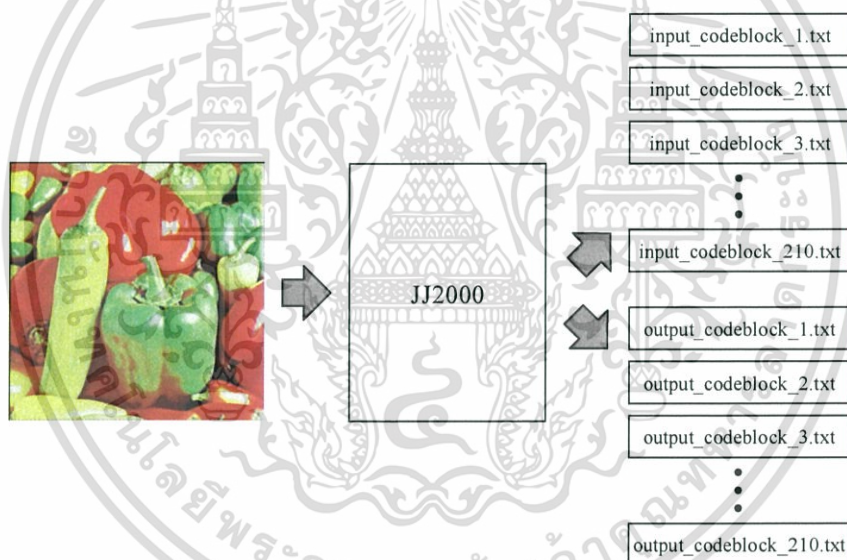 input_codeblock_1.txt
input_codeblock_2.txt
input_codeblock_3.txt
input_codeblock_210.txt
JJ2000
output_codeblock_1.txt
output_codeblock_2.txt
output_codeblock_3.txt
output_codeblock_210.txt